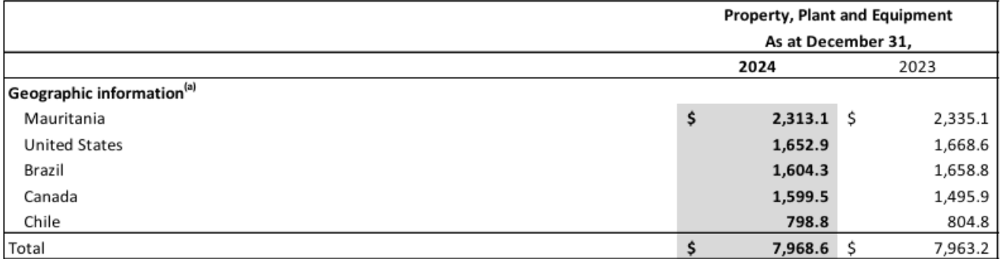 Property, Plant and Equipment
As at December 31,
2024 2023
Geographic information(a)
Mauritania $ 2,313.1 $ 2,335.1
United States 1,652.9 1,668.6
Brazil 1,604.3 1,658.8
Canada 1,599.5 1,495.9
Chile 798.8 804.8
Total $ 7,968.6 $ 7,963.2